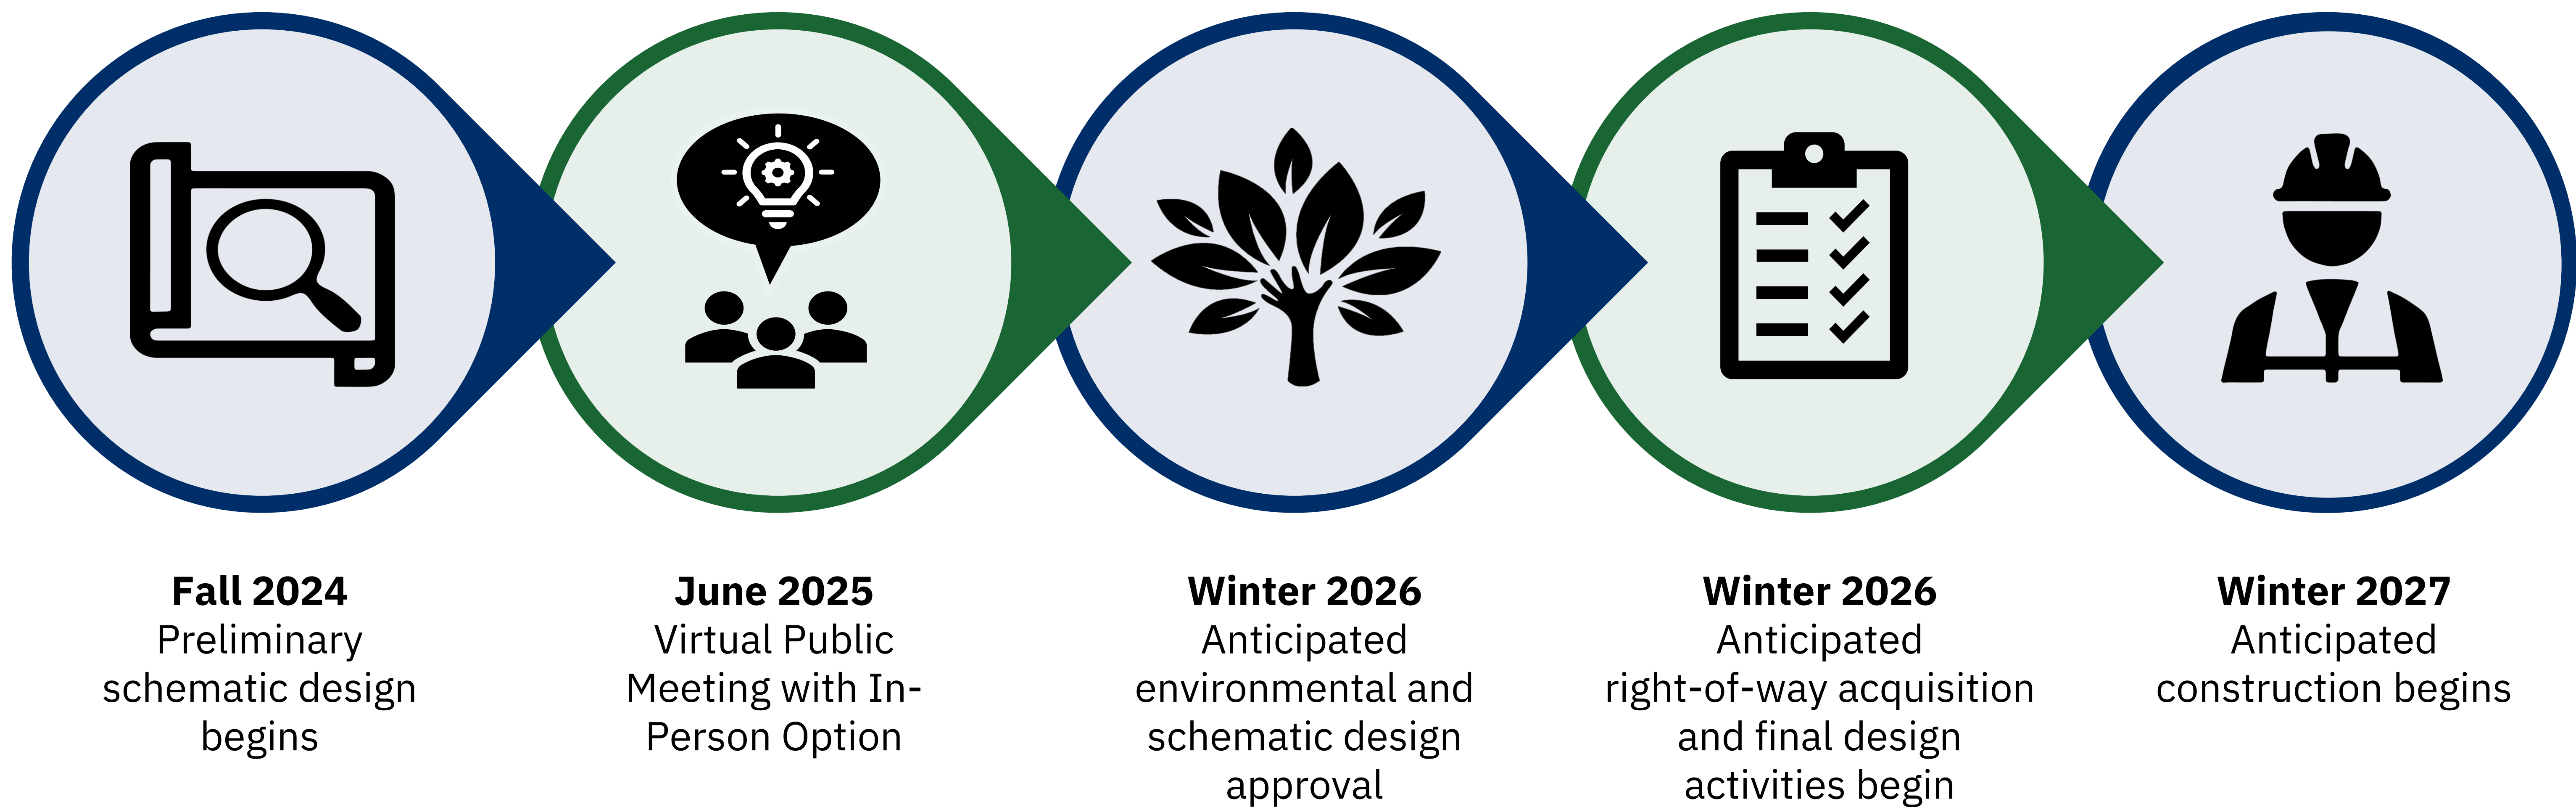 Fall 2024
Preliminary
schematic design
begins
June 2025
Virtual Public
Meeting with In-
Person Option
Winter 2026
Anticipated
environmental and
schematic design
approval
Winter 2026
Anticipated
right-of-way acquisition
and final design
activities begin
Winter 2027
Anticipated
construction begins